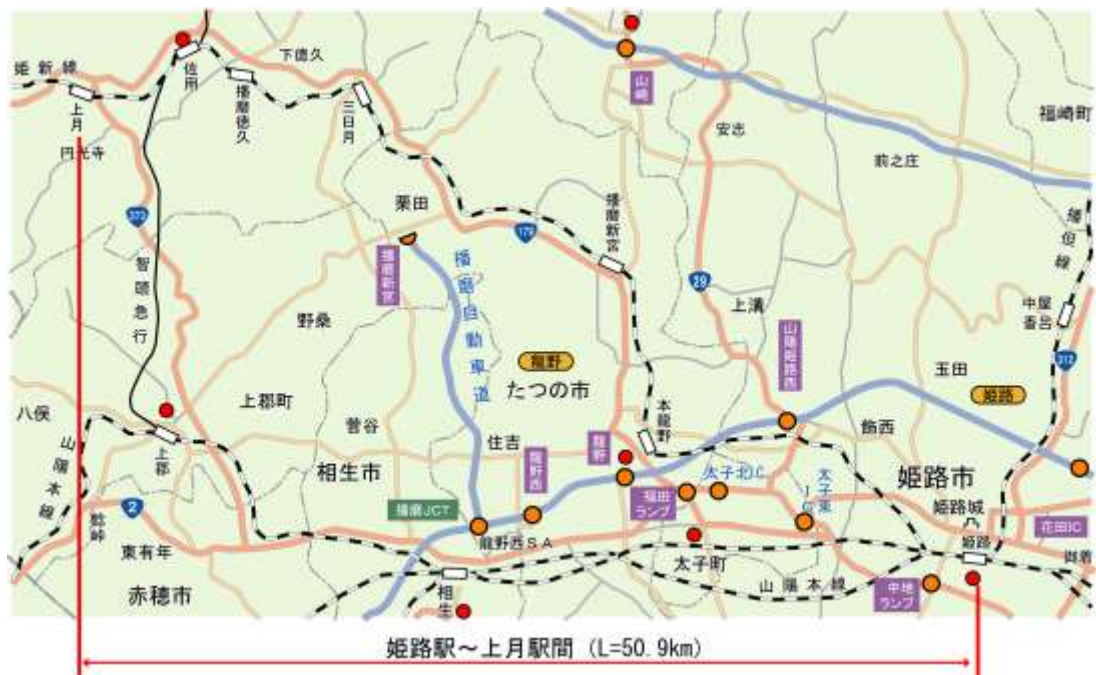 姫新線
上月
円光寺
佐用
播磨徳久
下徳久
三日月
山崎
安志
前之庄
福崎町
373
智頭急行
栗田
播磨新宮
播磨自動車道
179
播磨新宮
29
上溝
山陽姫路西
播但線
中屋
香呂
312
野桑
龍野
たつの市
玉田
姫路
八保
上郡町
菅谷
住吉
本龍野
飾西
山陽本線
上郡
相生市
龍野西
龍野
太子北IC
太子東IC
姫路市
2
鯰峠
播磨JCT
福田
ランプ
姫路城
花田IC
東有年
龍野西SA
太子町
姫路
御着
赤穂市
相生
山陽本線
中地
ランプ
姫路駅~上月駅間 (L=50.9km)